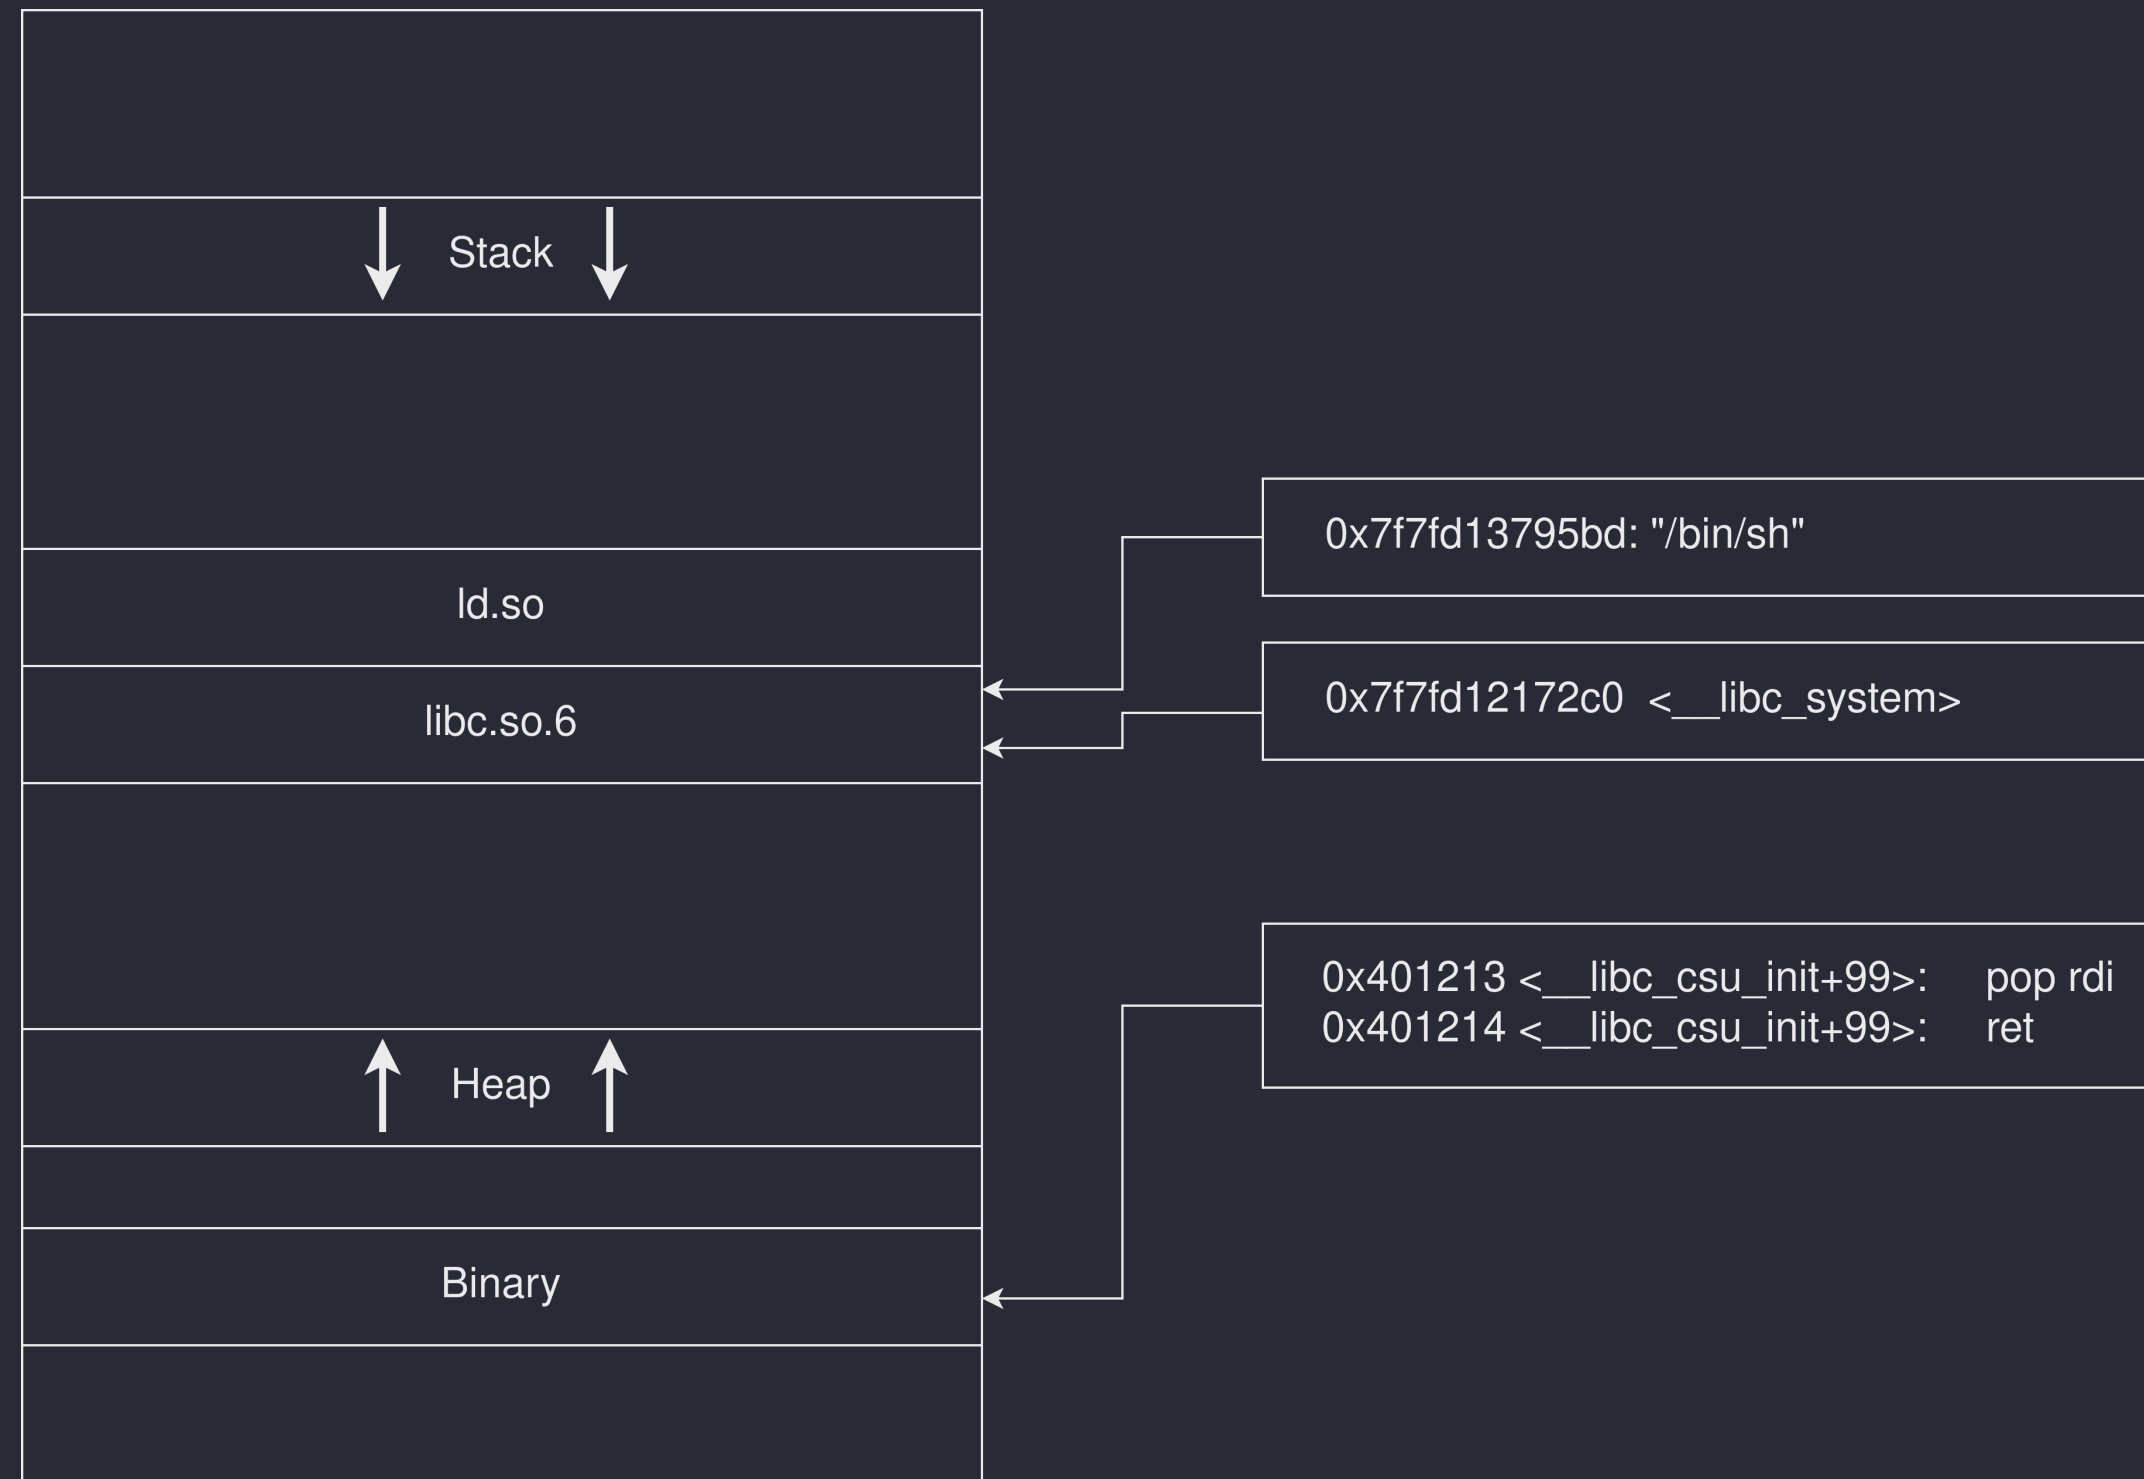 Stack
ld.so
libc.so.6
Heap
Binary
0x7f7fd13795bd: "/bin/sh"
0x7f7fd12172c0 <__libc_system>
0x401213 <__libc_csu_init+99>: pop rdi
0x401214 <__libc_csu_init+99>: ret